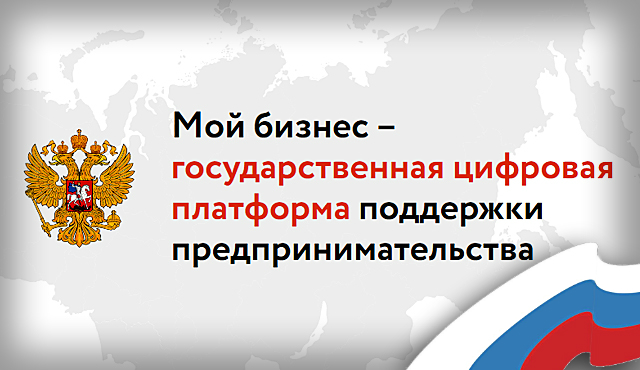 Мой бизнес –
государственная цифровая
платформа поддержки
предпринимательства